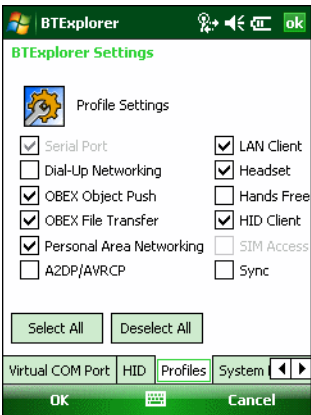 BTExplorer ok
BTExplorer Settings
Profile Settings
Serial Port LAN Client
Dial-Up Networking Headset
OBEX Object Push Hands Free
OBEX File Transfer HID Client
Personal Area Networking SIM Access
A2DP/AVRCP Sync
Select All Deselect All
Virtual COM Port HID Profiles System
OK Cancel